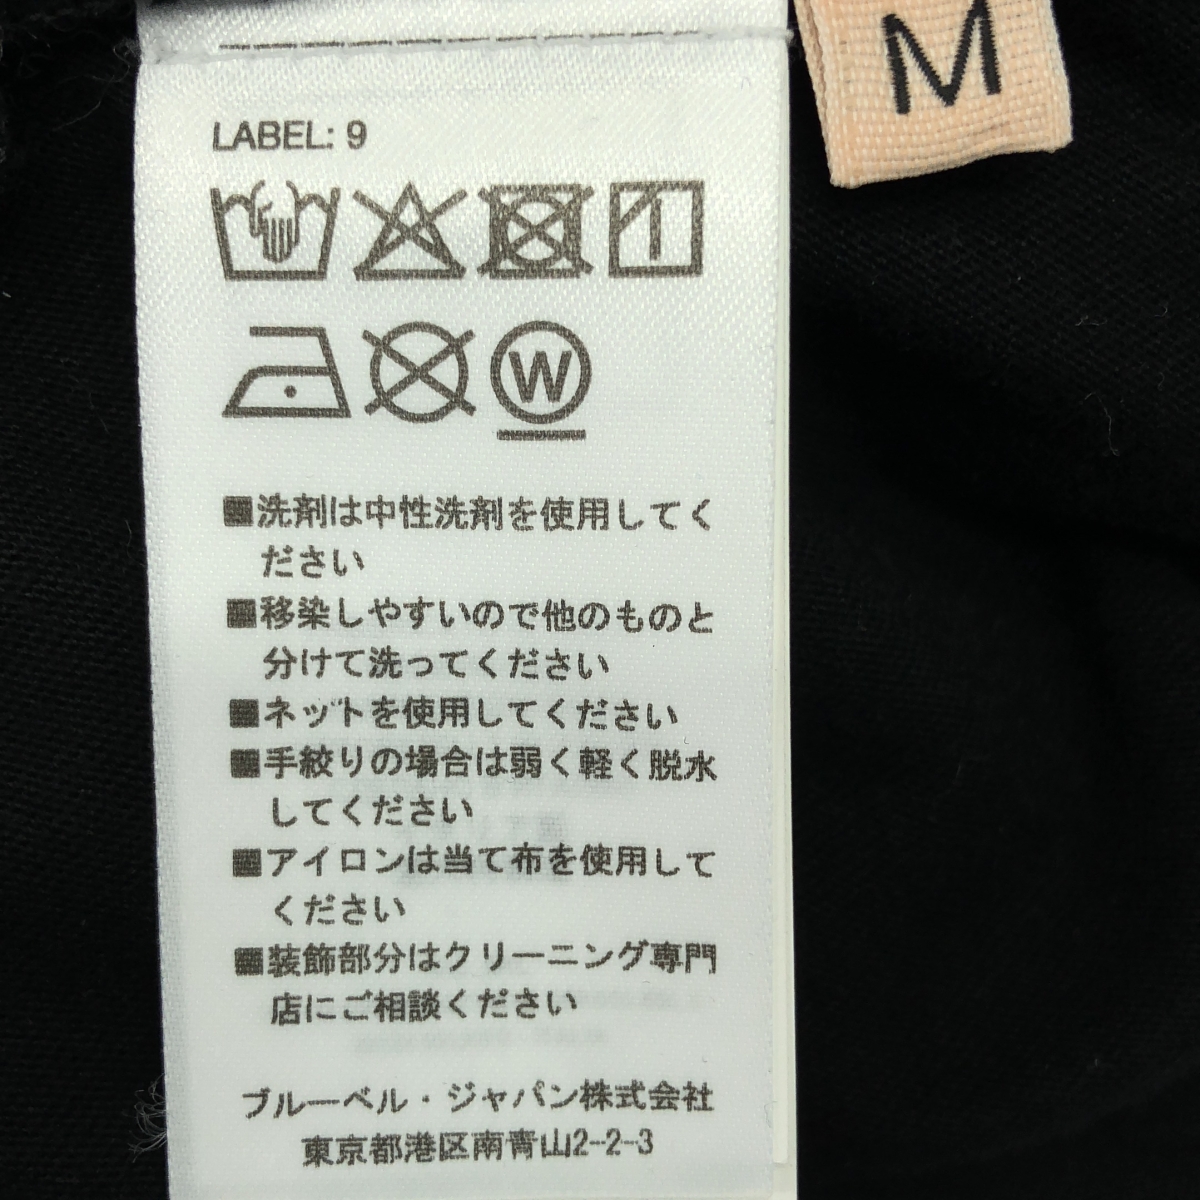 M
LABEL: 9
W
■洗剤は中性洗剤を使用してく
ださい
■移染しやすいので他のものと
分けて洗ってください
■ネットを使用してください
■手絞りの場合は弱く軽く脱水
してください
■アイロンは当て布を使用して
ください
■装飾部分はクリーニング専門
店にご相談ください
ブルーベル・ジャパン株式会社
東京都港区南青山2-2-3